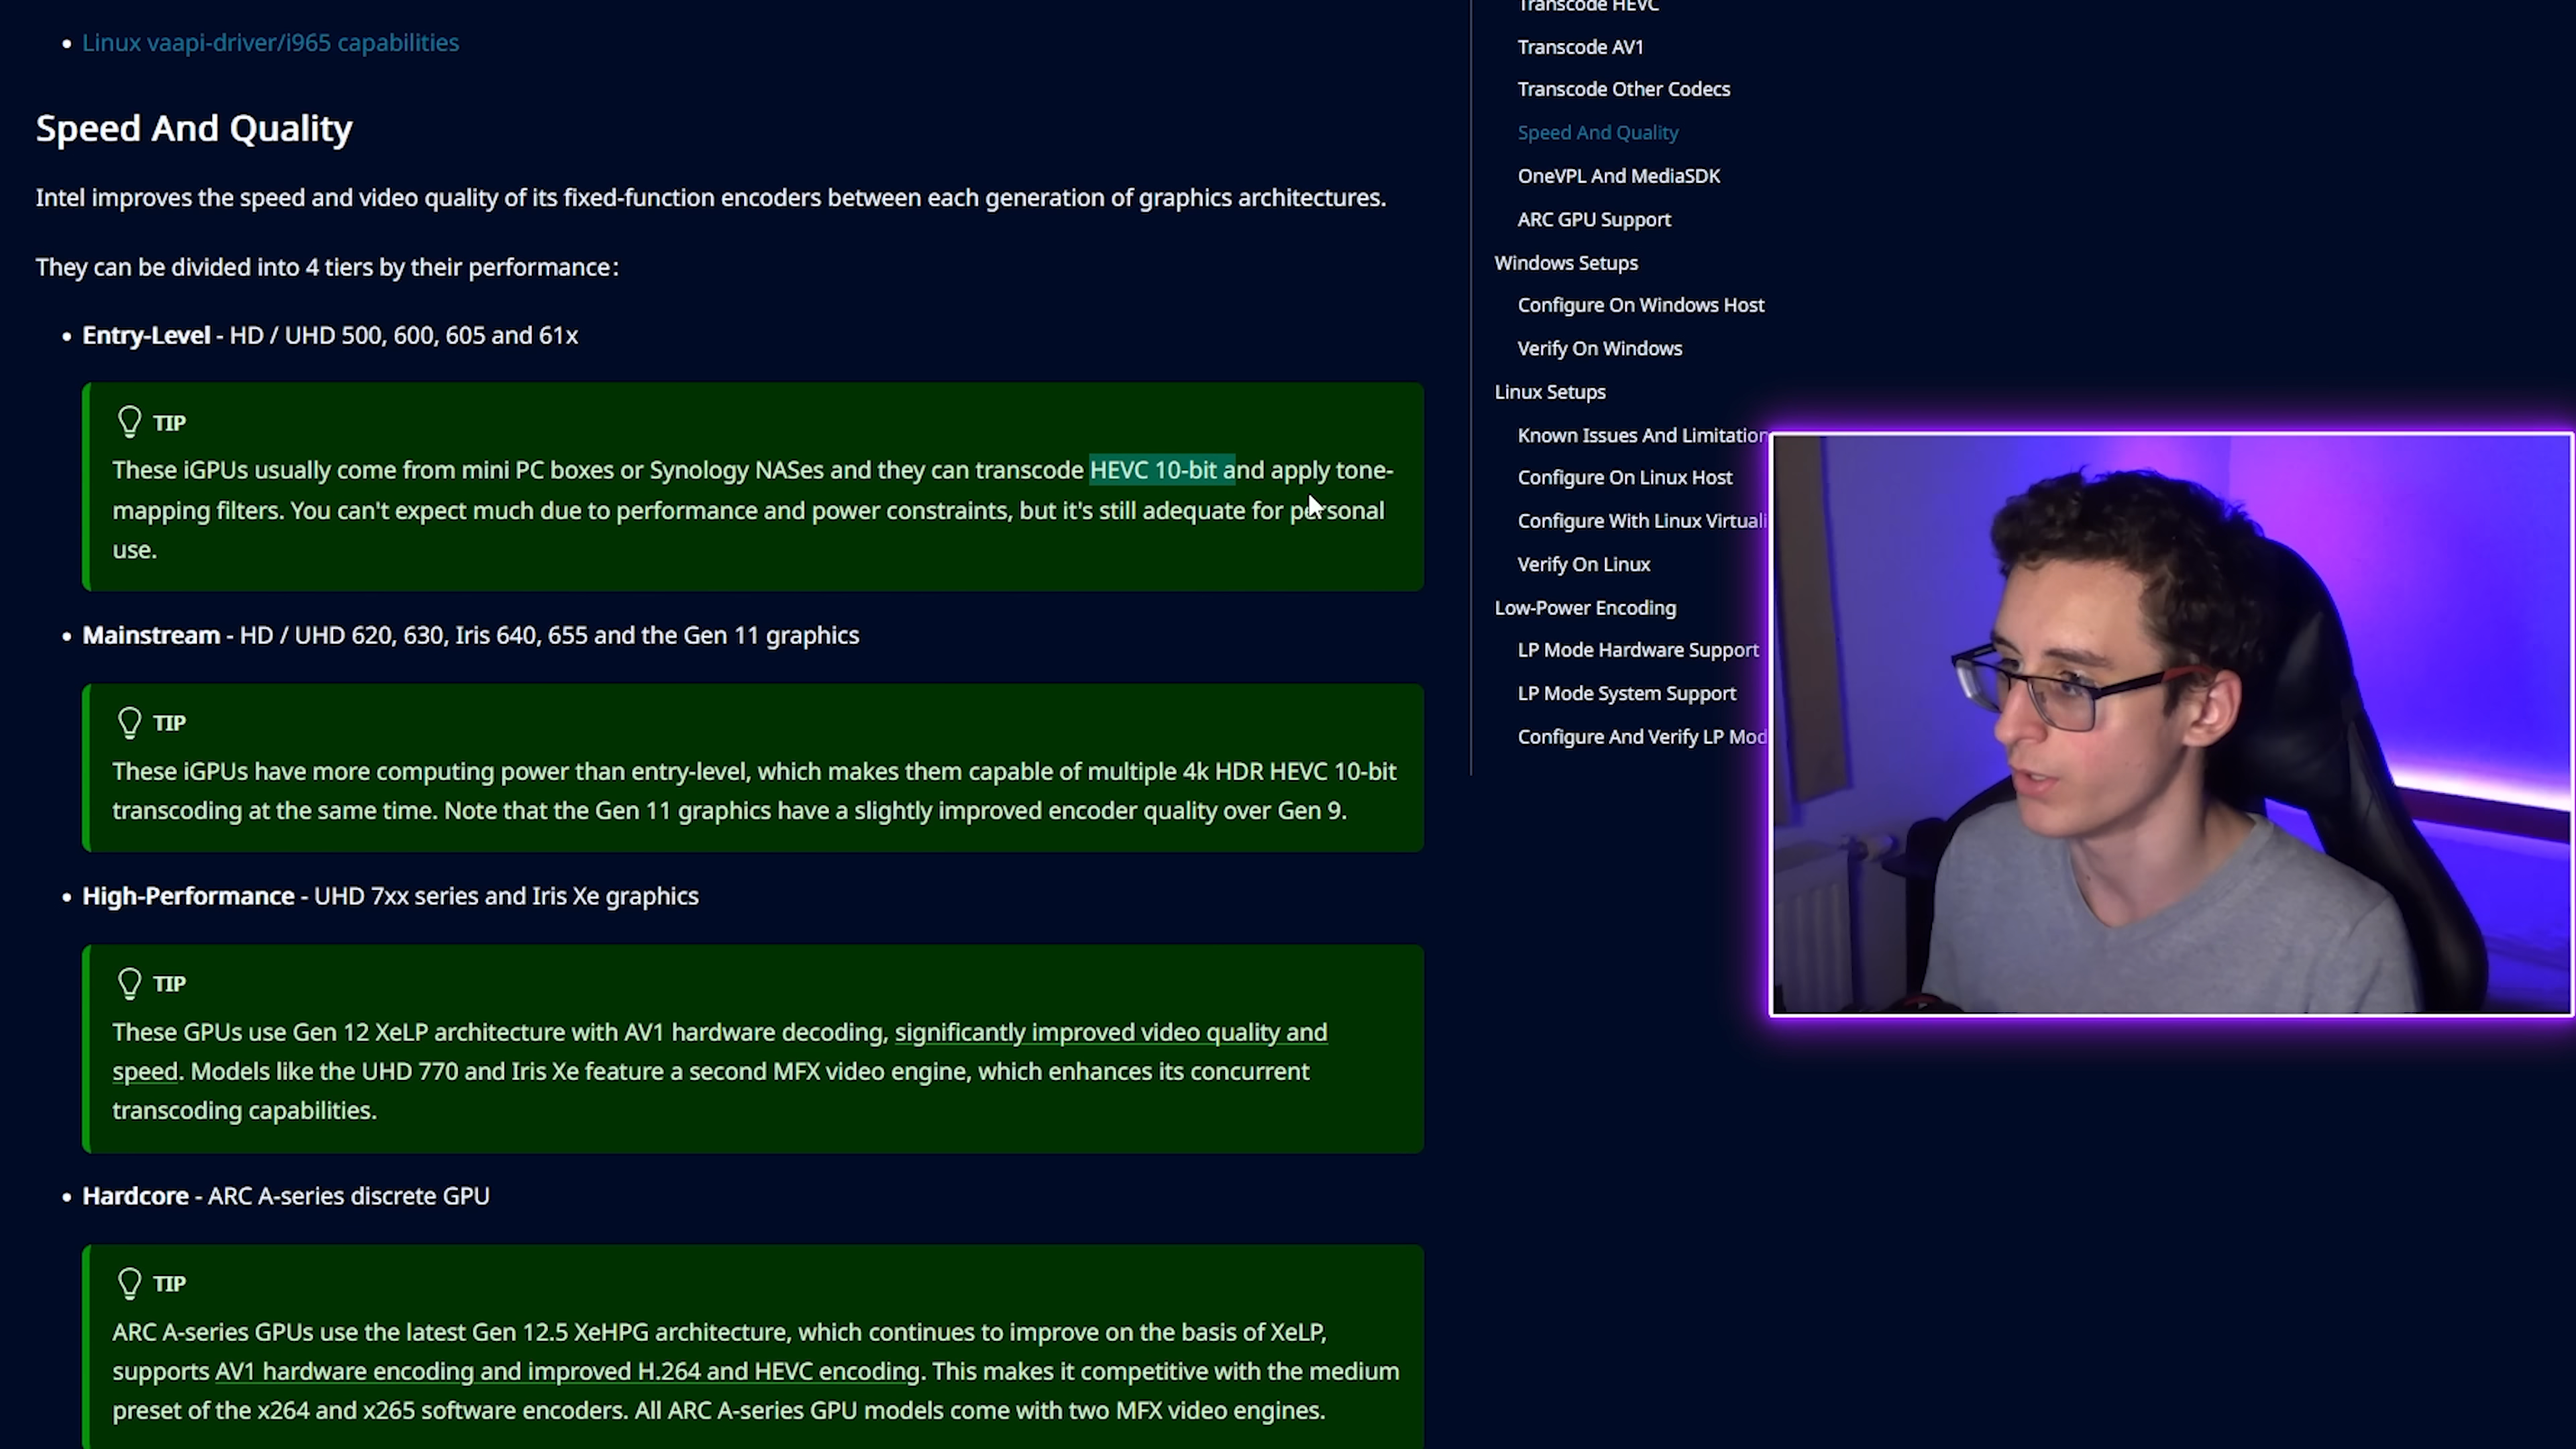 Linux vaapi-driver/i965 capabilities
Speed And Quality
Intel improves the speed and video quality of its fixed-function encoders between each generation of graphics architectures.
They can be divided into 4 tiers by their performance:
Entry-Level - HD / UHD 500, 600, 605 and 61x
TIP
These iGPUs usually come from mini PC boxes or Synology NASes and they can transcode HEVC 10-bit and apply tone-
mapping filters. You can't expect much due to performance and power constraints, but it's still adequate for personal
use.
Mainstream - HD / UHD 620, 630, Iris 640, 655 and the Gen 11 graphics
TIP
These iGPUs have more computing power than entry-level, which makes them capable of multiple 4k HDR HEVC 10-bit
transcoding at the same time. Note that the Gen 11 graphics have a slightly improved encoder quality over Gen 9.
High-Performance - UHD 7xx series and Iris Xe graphics
TIP
These GPUs use Gen 12 XeLP architecture with AV1 hardware decoding, significantly improved video quality and
speed. Models like the UHD 770 and Iris Xe feature a second MFX video engine, which enhances its concurrent
transcoding capabilities.
Hardcore - ARC A-series discrete GPU
TIP
ARC A-series GPUs use the latest Gen 12.5 XeHPG architecture, which continues to improve on the basis of XeLP,
supports AV1 hardware encoding and improved H.264 and HEVC encoding. This makes it competitive with the medium
preset of the x264 and x265 software encoders. All ARC A-series GPU models come with two MFX video engines.
Transcode HEVC
Transcode AV1
Transcode Other Codecs
Speed And Quality
OneVPL And MediaSDK
ARC GPU Support
Windows Setups
Configure On Windows Host
Verify On Windows
Linux Setups
Known Issues And Limitation
Configure On Linux Host
Configure With Linux Virtuali
Verify On Linux
Low-Power Encoding
LP Mode Hardware Support
LP Mode System Support
Configure And Verify LP Mod